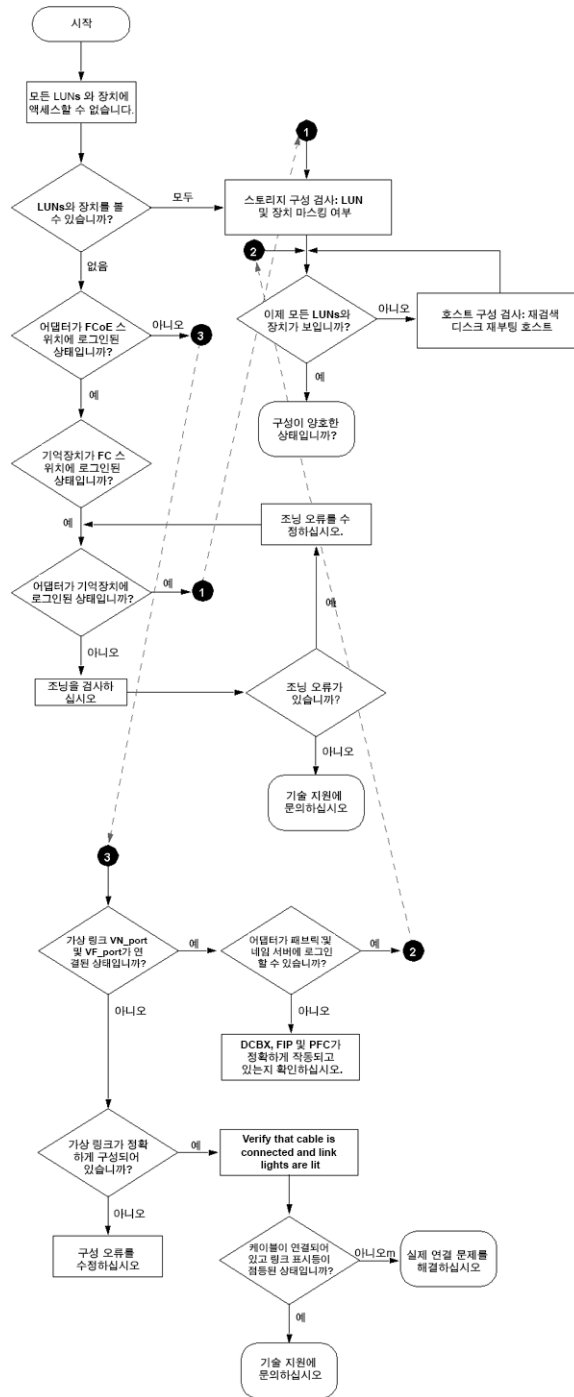 시작
모든 LUNs 와 장치에
액세스할 수 없습니다.
1
LUNs와 장치를 볼
수 있습니까?
모두
스토리지 구성 검사: LUN
및 장치 마스킹 여부
없음
2
어댑터가 FCoE 스
위치에 로그인된
상태입니까?
아니오
3
이제 모든 LUNs와
장치가 보입니까?
아니오
호스트 구성 검사: 재검색
디스크 재부팅 호스트
예
예
구성이 양호한
상태입니까?
기억장치가 FC 스
위치에 로그인된
상태입니까?
예
조닝 오류를 수
정하십시오.
어댑터가 기억장치에
로그인된 상태입니까?
예
1
예
아니오
조닝을 검사하
십시오
조닝 오류가
있습니까?
아니오
기술 지원에
문의하십시오
3
가상 링크 VN_port
및 VF_port가 연
결된 상태입니까?
예
어댑터가 패브릭 및
네임 서버에 로그인
할 수 있습니까?
예
2
아니오
아니오
DCBX, FIP 및 PFC가
정확하게 작동되고
있는지 확인하십시오.
가상 링크가 정확
하게 구성되어
있습니까?
예
Verify that cable is
connected and link
lights are lit
아니오
구성 오류를
수정하십시오
케이블이 연결되어
있고 링크 표시등이
점등된 상태입니까?
아니오m
실제 연결 문제를
해결하십시오
예
기술 지원에
문의하십시오